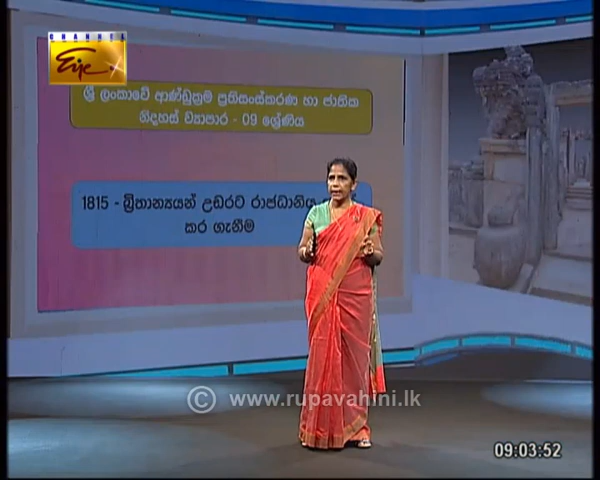 CHANNEL
Eye
ශ්‍රී ලංකාවේ ආණ්ඩුක්‍රම ප්‍රතිසංස්කරණ හා ජාතික
නිදහස් ව්‍යාපාර - 09 ශ්‍රේණිය
1815 - බ්‍රිතාන්‍යයන් උඩරට රාජධානිය
කර ගැනීම
© www.rupavahini.lk
09:03:52